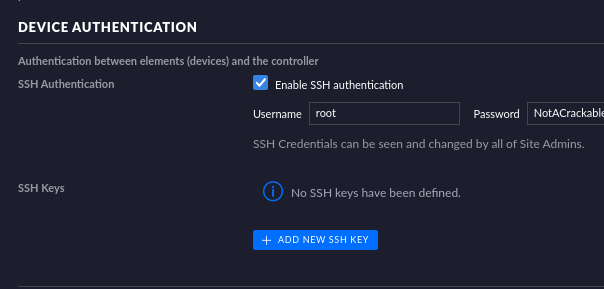 DEVICE AUTHENTICATION
Authentication between elements (devices) and the controller
SSH Authentication
Enable SSH authentication
Username root Password NotACrackable
SSH Credentials can be seen and changed by all of Site Admins.
SSH Keys
No SSH keys have been defined.
+ ADD NEW SSH KEY